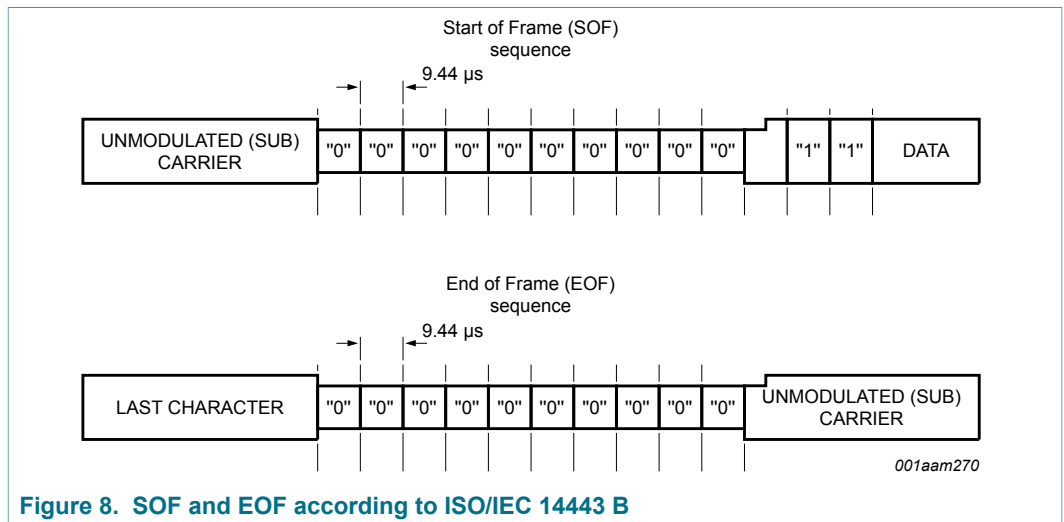 Start of Frame (SOF)
sequence
9.44 µs
UNMODULATED (SUB)
CARRIER
"0" "0" "0" "0" "0" "0" "0" "0" "0" "0" "1" "1" DATA
End of Frame (EOF)
sequence
9.44 µs
LAST CHARACTER "0" "0" "0" "0" "0" "0" "0" "0" "0" "0" UNMODULATED (SUB)
CARRIER
001aam270
Figure 8. SOF and EOF according to ISO/IEC 14443 B